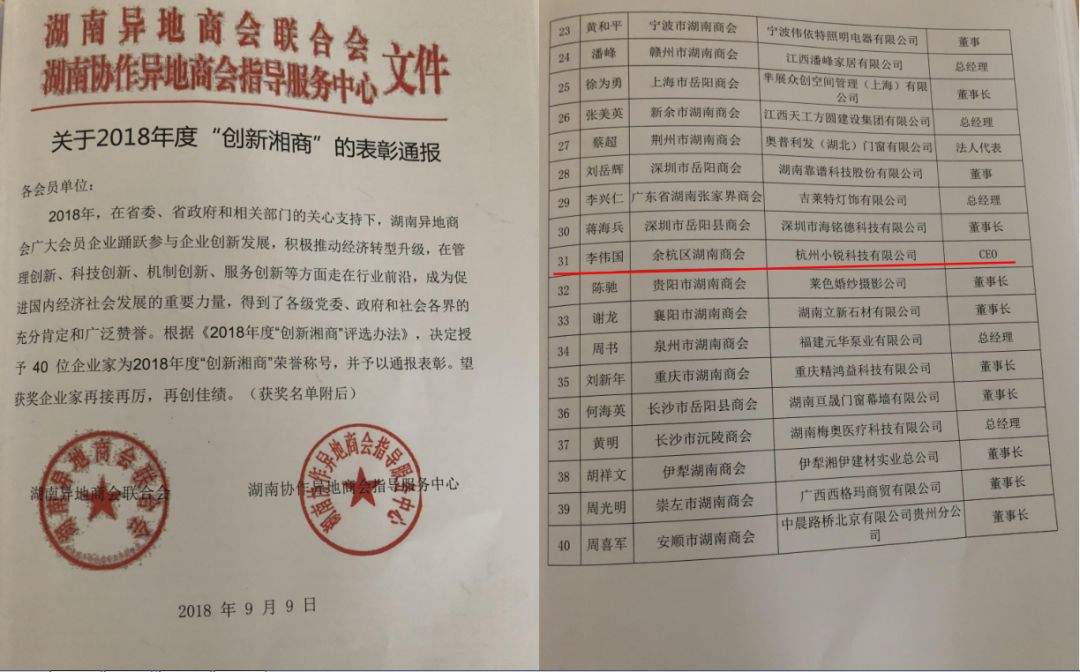 湖南异地商会联合会
湖南协作异地商会指导服务中心
文件
关于2018年度“创新湘商”的表彰通报
各会员单位：
2018年，在省委、省政府和相关部门的关心支持下，湖南异地商
会广大会员企业踊跃参与企业创新发展，积极推动经济转型升级，在管
理创新、科技创新、机制创新、服务创新等方面走在行业前沿，成为促
进国内经济社会发展的重要力量，得到了各级党委、政府和社会各界的
充分肯定和广泛赞誉。根据《2018年度“创新湘商”评选办法》，决定授
予 40 位企业家为2018年度“创新湘商”荣誉称号，并予以通报表彰。望
获奖企业家再接再厉，再创佳绩。（获奖名单附后）
湖南异地商会联合会
湖南协作异地商会指导服务中心
湖南异地商会联合会 湖南协作异地商会指导服务中心
2018 年 9 月 9 日
23 黄和平 宁波市湖南商会 宁波伟依特照明电器有限公司 董事
24 潘峰 赣州市湖南商会 江西潘峰家居有限公司 总经理
25 徐为勇 上海市岳阳商会 芈展众创空间管理（上海）有限
公司 董事长
26 张美英 新余市湖南商会 江西天工方圆建设集团有限公司 总经理
27 蔡超 荆州市湖南商会 奥普利发（湖北）门窗有限公司 法人代表
28 刘岳辉 深圳市岳阳商会 湖南靠谱科技股份有限公司 董事
29 李兴仁 广东省湖南张家界商会 吉莱特灯饰有限公司 总经理
30 蒋海兵 深圳市岳阳县商会 深圳市海铭德科技有限公司 董事长
31 李伟国 余杭区湖南商会 杭州小锐科技有限公司 CEO
32 陈驰 贵阳市湖南商会 莱色婚纱摄影公司 董事长
33 谢龙 襄阳市湖南商会 湖南立新石材有限公司 董事长
34 周书 泉州市湖南商会 福建元华泵业有限公司 总经理
35 刘新年 重庆市湖南商会 重庆精鸿益科技有限公司 董事长
36 何海英 长沙市岳阳县商会 湖南亘晟门窗幕墙有限公司 董事长
37 黄明 长沙市沅陵商会 湖南梅奥医疗科技有限公司 总经理
38 胡祥文 伊犁湖南商会 伊犁湘伊建材实业总公司 董事长
39 周光明 崇左市湖南商会 广西西格玛商贸有限公司 董事长
40 周喜军 安顺市湖南商会 中晨路桥北京有限公司贵州分公
司 董事长